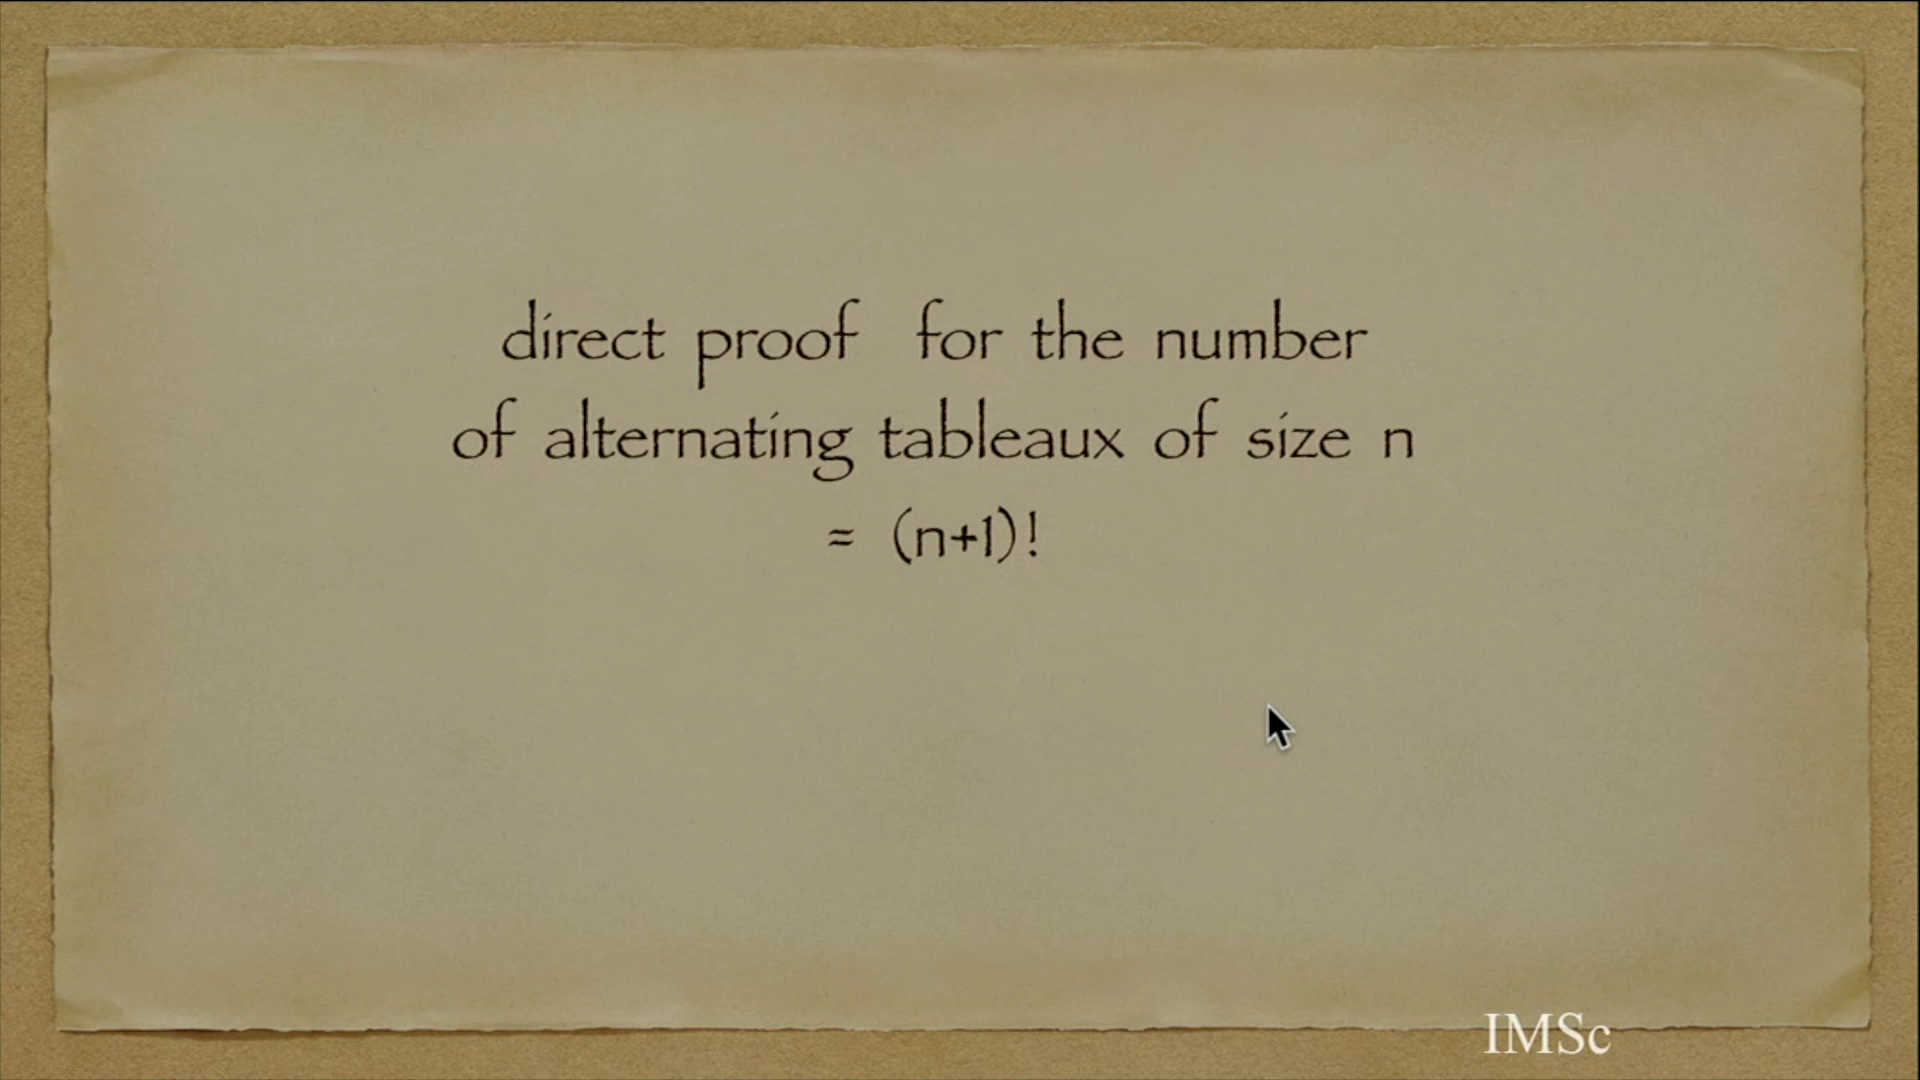 direct proof for the number
of alternating tableaux of size n
= (n+1)!
IMSc